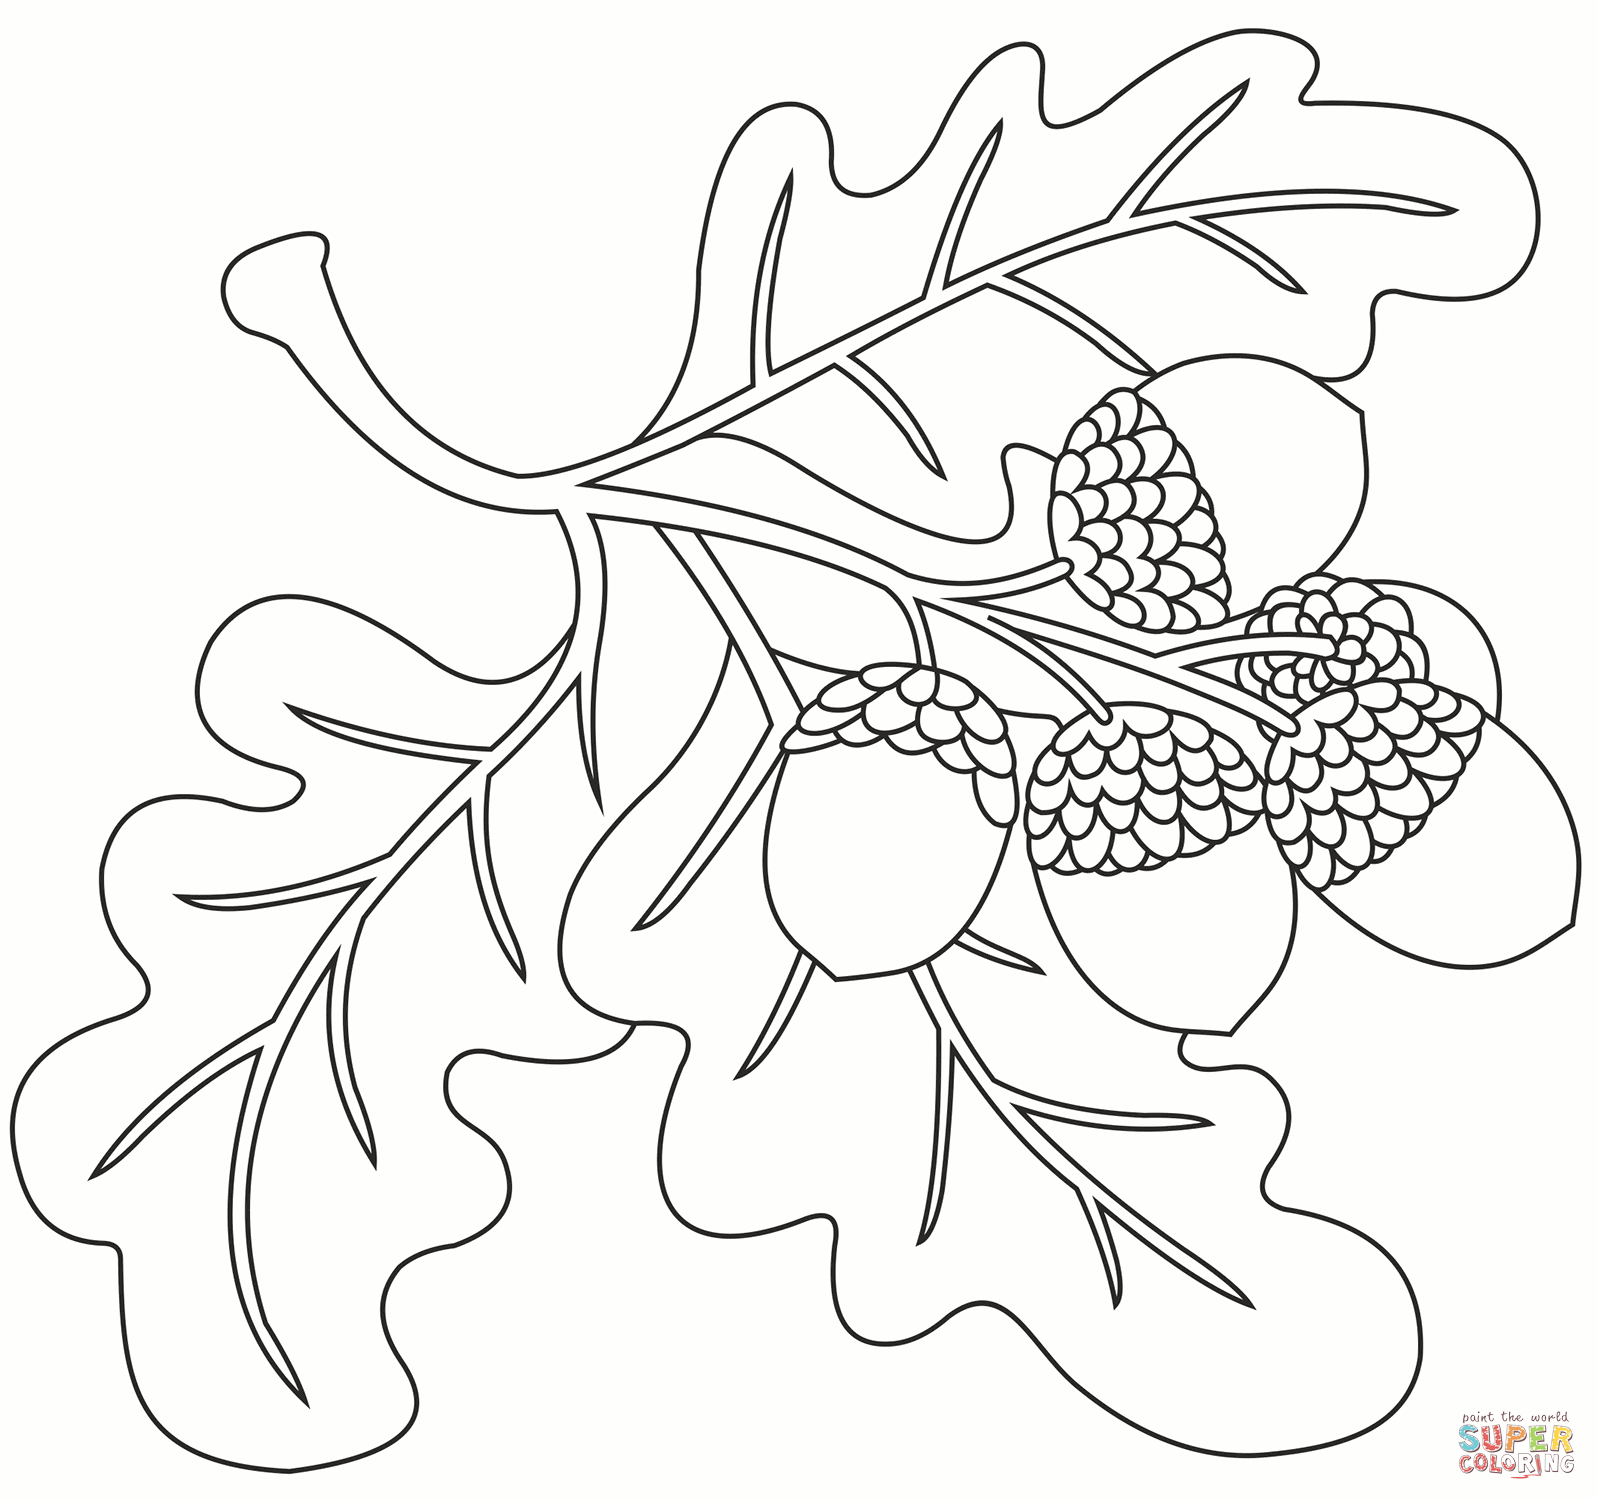 paint the world
SUPER
COLORING